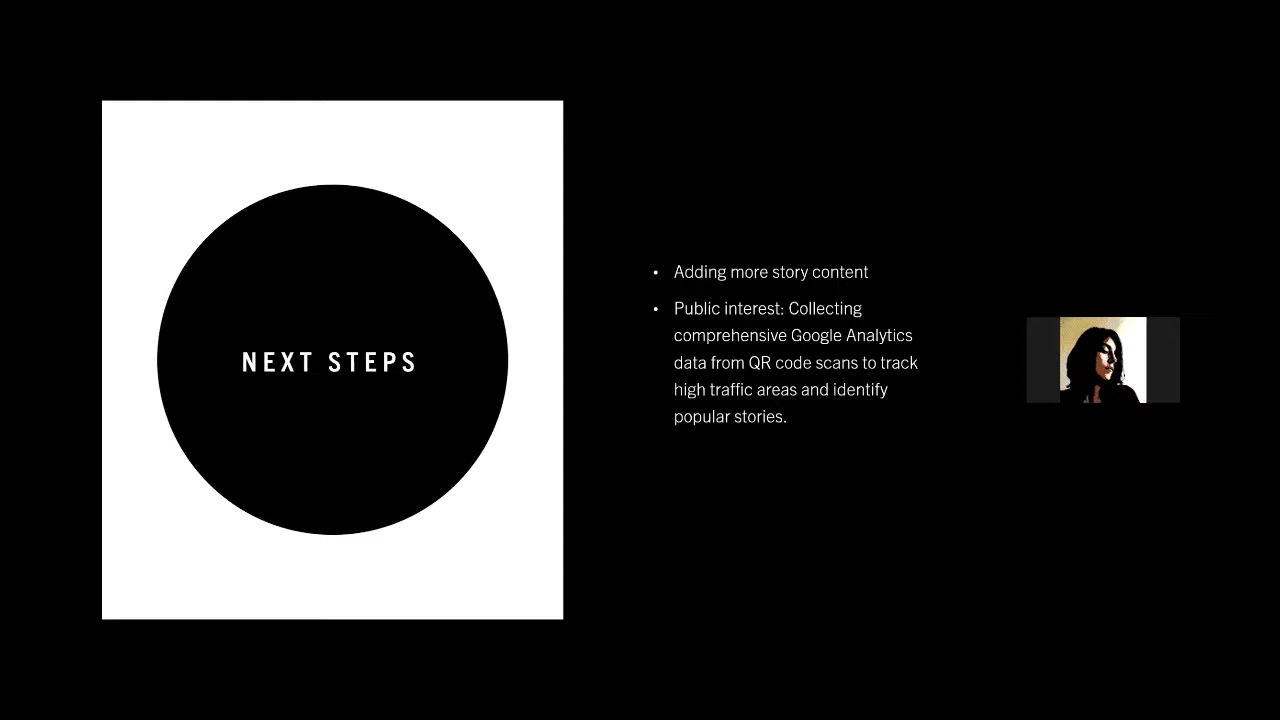 NEXT STEPS
• Adding more story content
• Public interest: Collecting
comprehensive Google Analytics
data from QR code scans to track
high traffic areas and identify
popular stories.